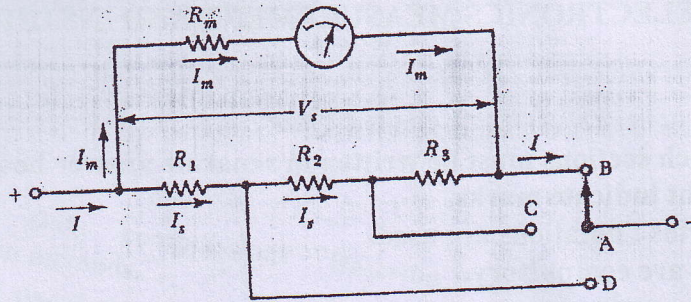 R_m
I_m I_m
V_s
I_m R_1 R_2 R_3 I B
+ I I_s I_s C A -
D